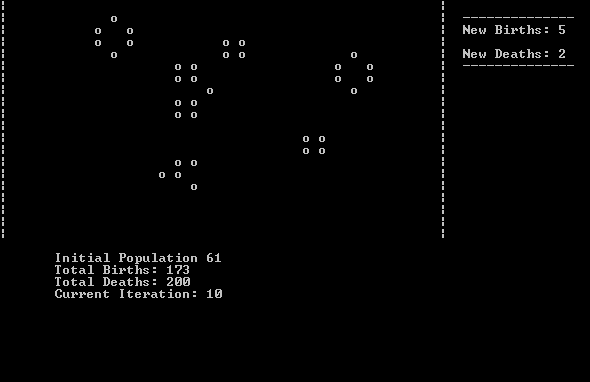 o
o o
o o o o
o o o o
o o o o
o o o o
o o
o o
o o
o o
o o
o o
o o
o
--------------
New Births: 5
New Deaths: 2
--------------
Initial Population 61
Total Births: 173
Total Deaths: 200
Current Iteration: 10